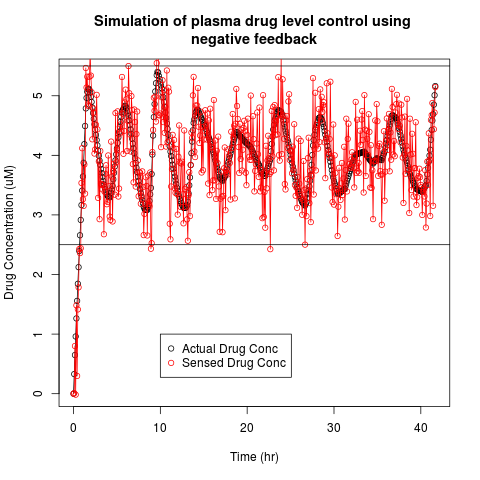 Simulation of plasma drug level control using
negative feedback
Drug Concentration (uM)
5
4
3
2
1
0
Actual Drug Conc
Sensed Drug Conc
0 10 20 30 40
Time (hr)